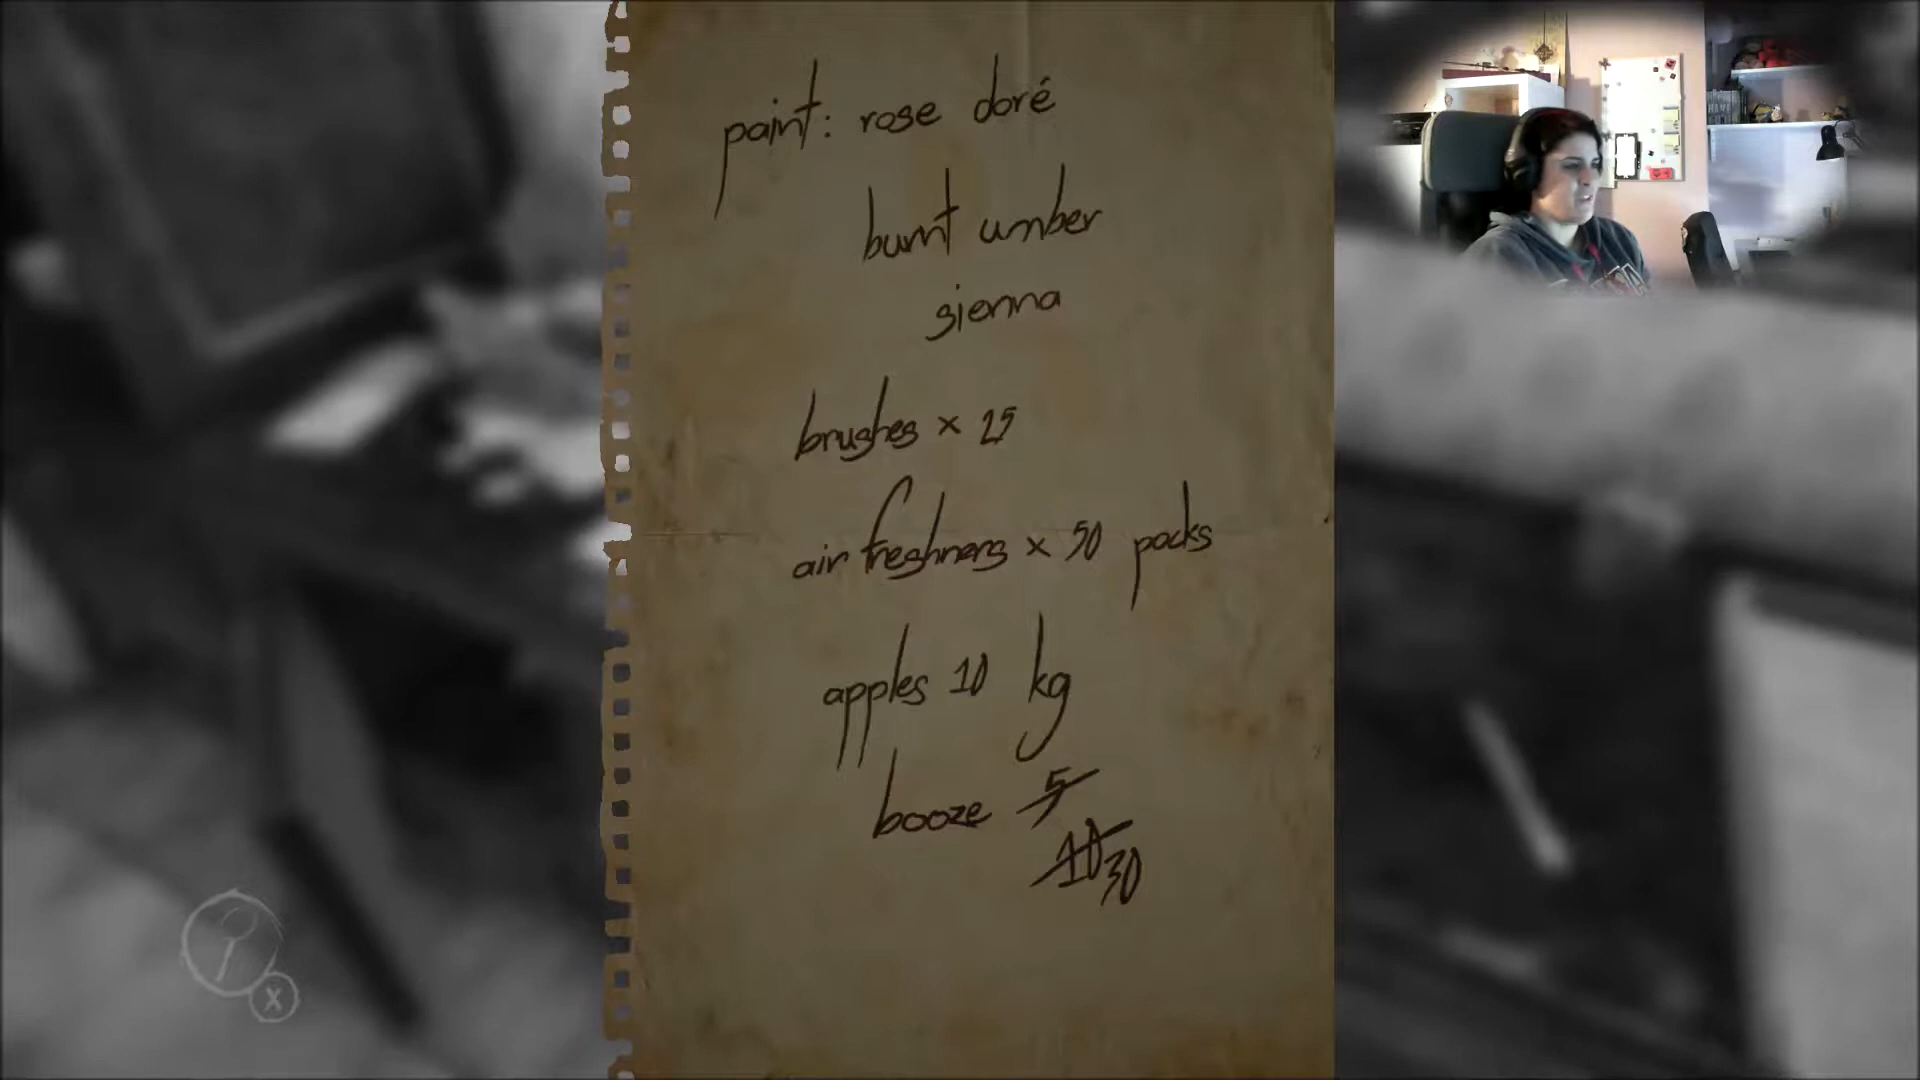 paint: rose doré
burnt umber
sienna
brushes x 25
air freshners x 50 packs
apples 10 kg
booze 5
10 30
X